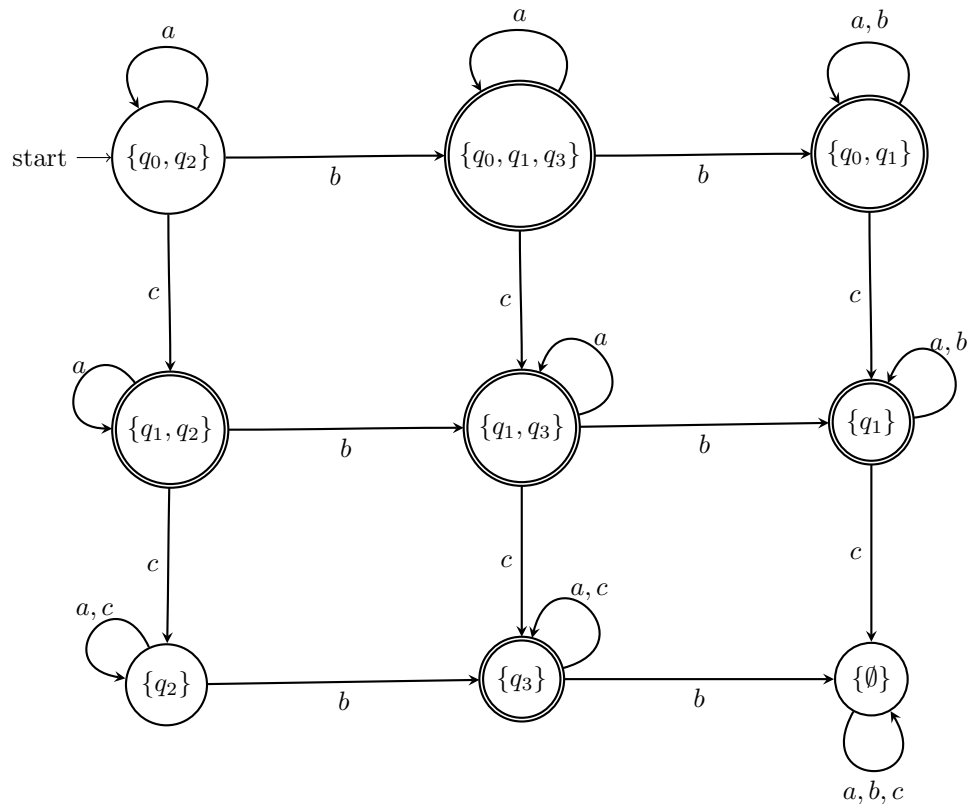 a
a
a, b
start
{q₀, q₂}
{q₀, q₁, q₃}
{q₀, q₁}
b
b
c
c
c
a
a
a, b
{q₁, q₂}
{q₁, q₃}
{q₁}
b
b
c
c
c
a, c
a, c
{q₂}
{q₃}
{∅}
b
b
a, b, c